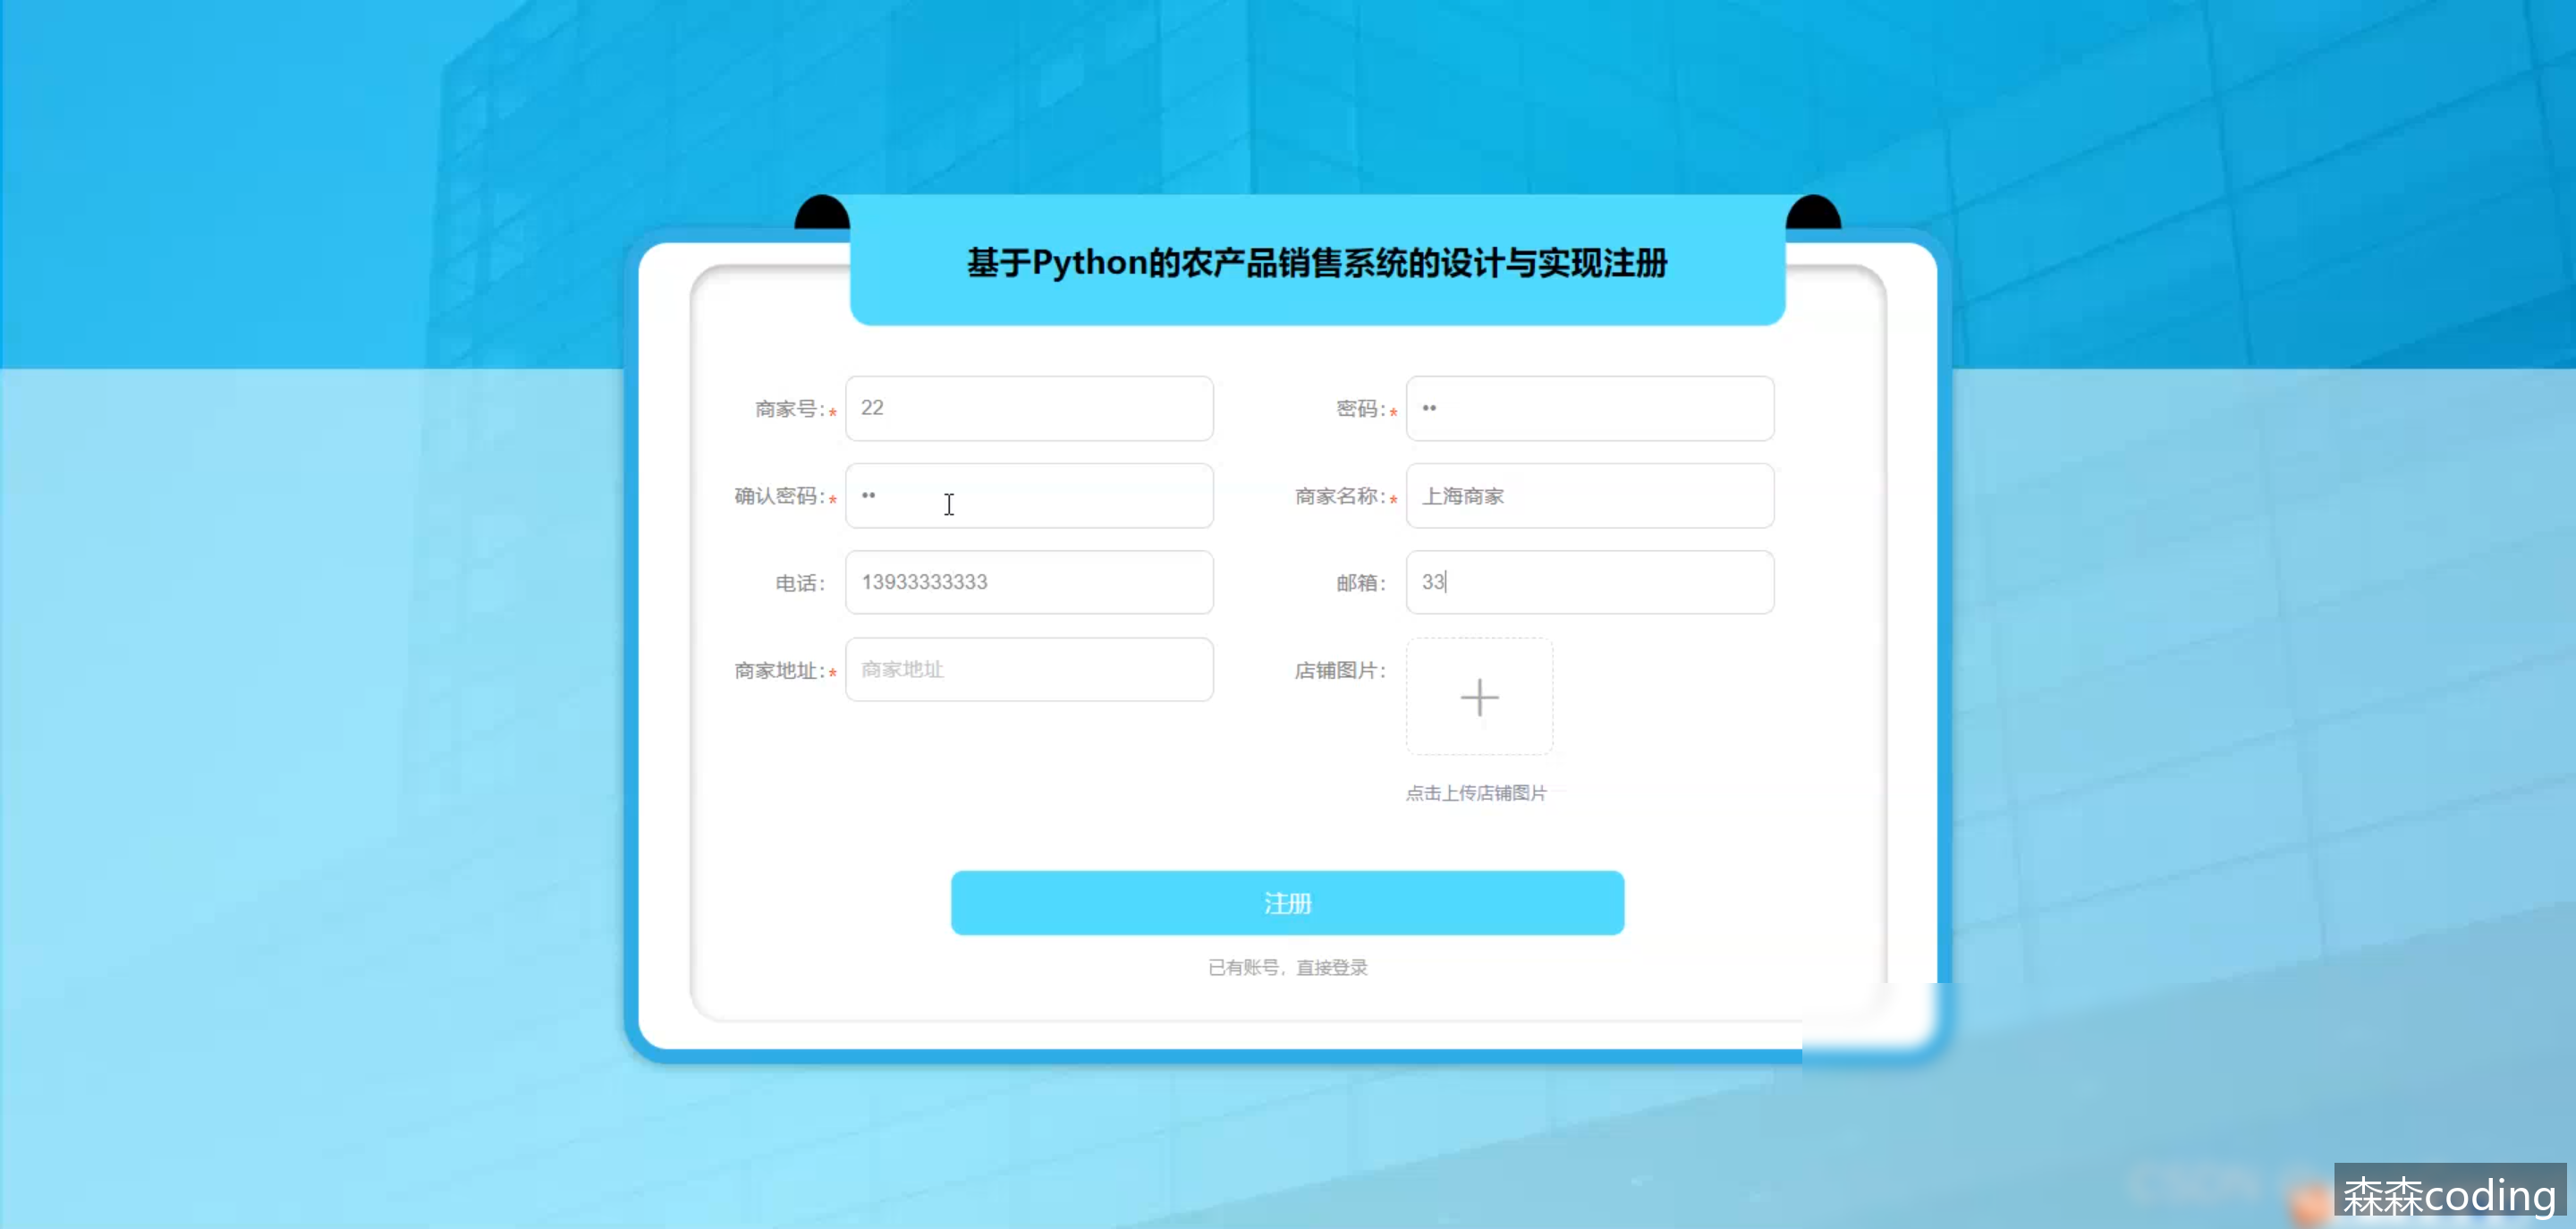 基于Python的农产品销售系统的设计与实现注册
商家号：* 22
密码：* ••
确认密码：* ••
商家名称：* 上海商家
电话： 13933333333
邮箱： 33
商家地址：* 商家地址
店铺图片：
点击上传店铺图片
注册
已有账号，直接登录
森森coding